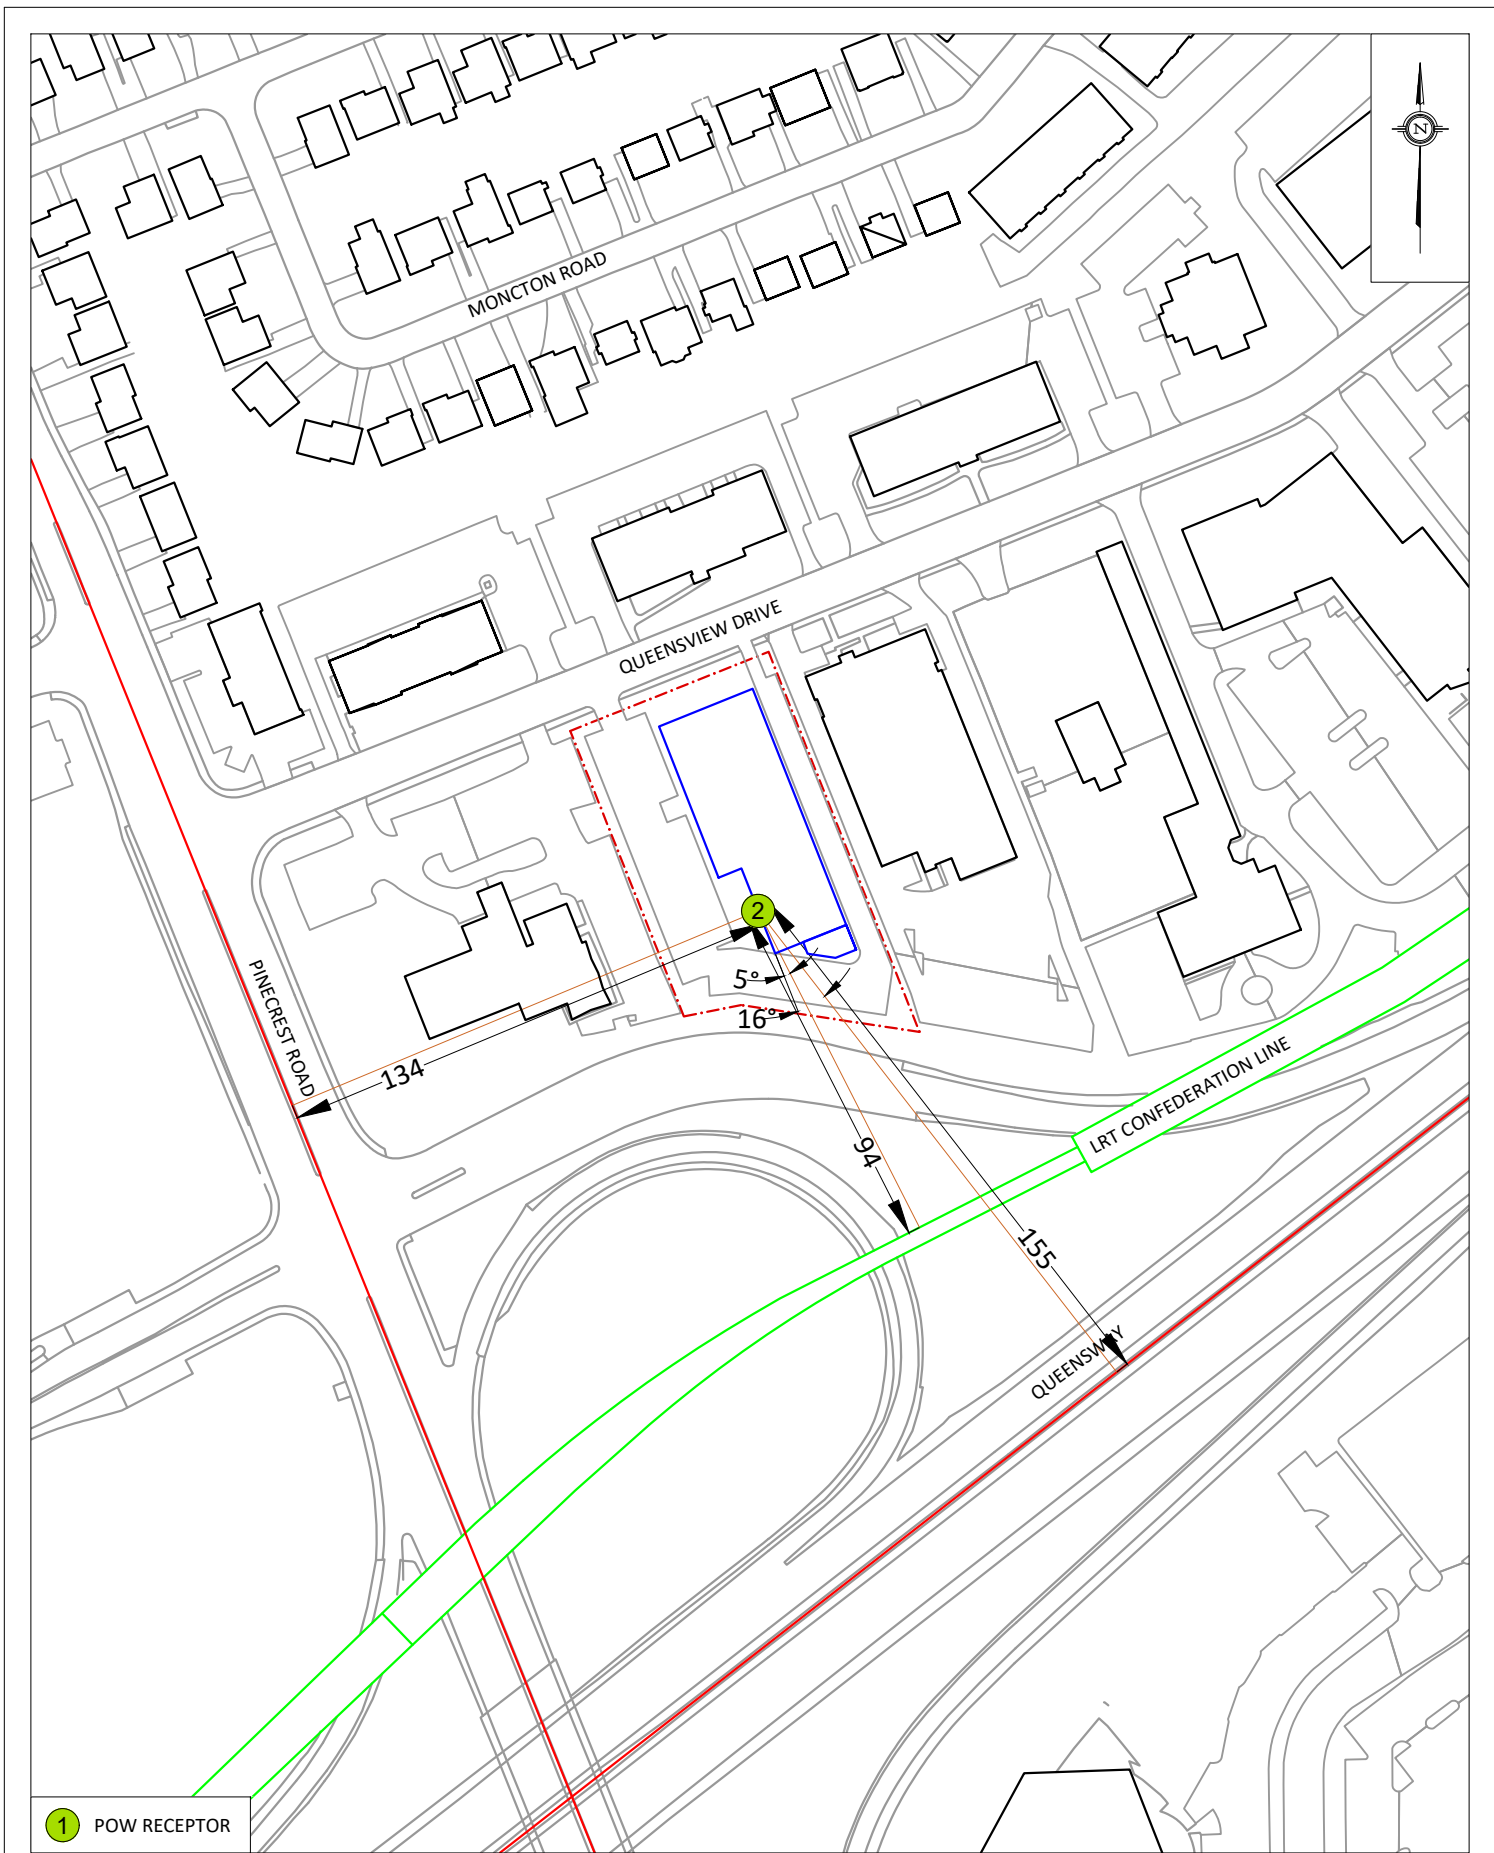 N
MONCTON ROAD
QUEENSVIEW DRIVE
2
5°
16°
PINECREST ROAD
134
LRT CONFEDERATION LINE
94
155
QUEENSWAY
1 POW RECEPTOR